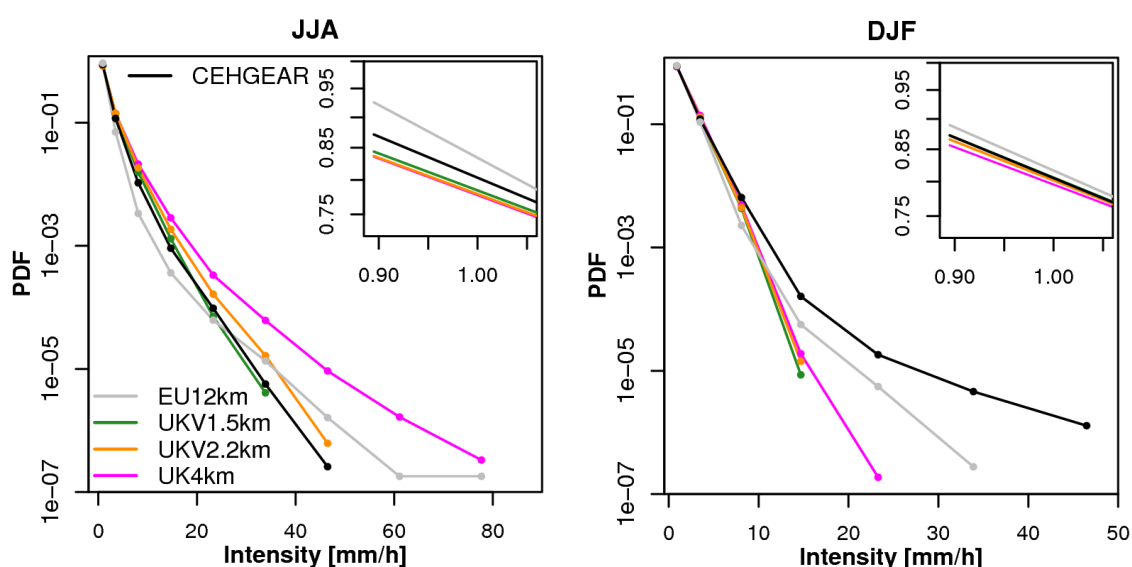 JJA
CEHGEAR
0.95
0.85
0.75
0.90 1.00
1e-01
1e-03
1e-05
1e-07
PDF
EU12km
UKV1.5km
UKV2.2km
UK4km
0 20 40 60 80
Intensity [mm/h]
DJF
0.95
0.85
0.75
0.90 1.00
1e-01
1e-03
1e-05
1e-07
PDF
0 10 20 30 40 50
Intensity [mm/h]